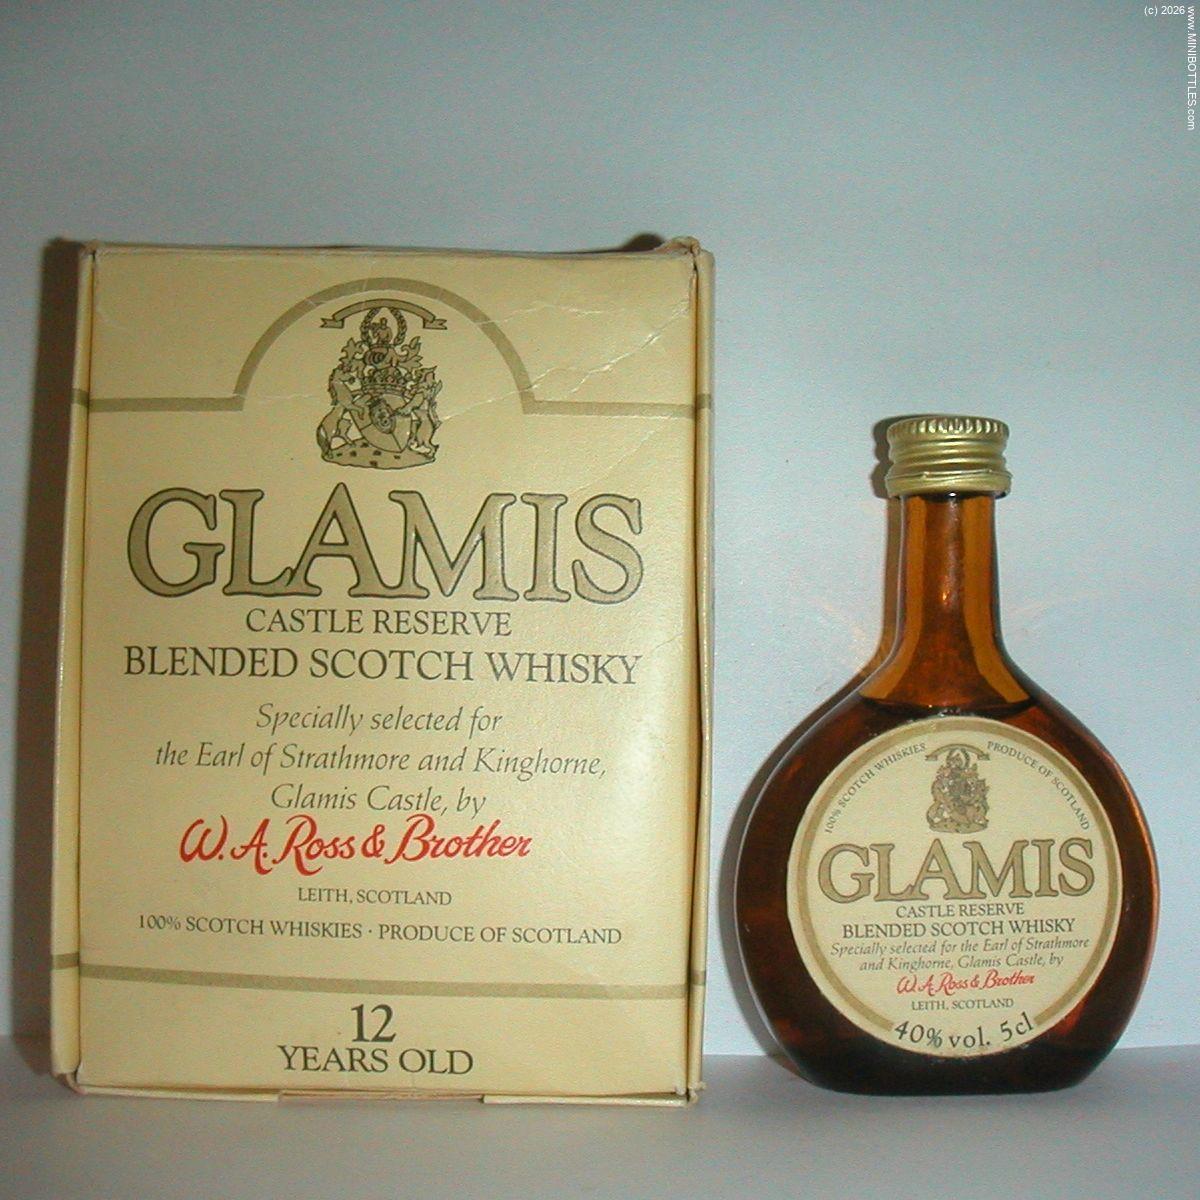 (c) 2026 www.MINIBOTTLES.com
GLAMIS
CASTLE RESERVE
BLENDED SCOTCH WHISKY
Specially selected for
the Earl of Strathmore and Kinghorne,
Glamis Castle, by
W. A. Ross & Brother
LEITH, SCOTLAND
100% SCOTCH WHISKIES · PRODUCE OF SCOTLAND
12
YEARS OLD
100% SCOTCH WHISKIES PRODUCE OF SCOTLAND
GLAMIS
CASTLE RESERVE
BLENDED SCOTCH WHISKY
Specially selected for the Earl of Strathmore
and Kinghorne, Glamis Castle, by
W. A. Ross & Brother
LEITH, SCOTLAND
40% vol. 5cl